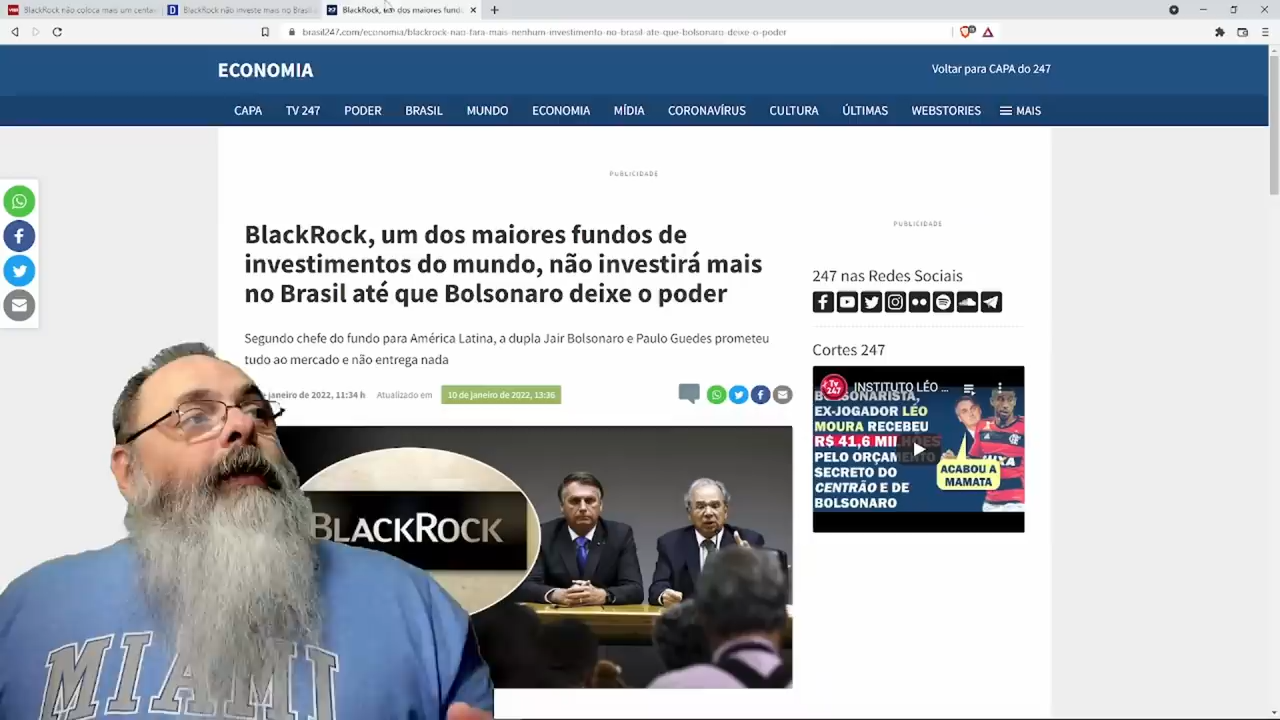 BlackRock não coloca mais um centav
BlackRock não investe mais no Brasil
BlackRock, um dos maiores fund
brasil247.com/economia/blackrock-nao-fara-mais-nenhum-investimento-no-brasil-ate-que-bolsonaro-deixe-o-poder
ECONOMIA
Voltar para CAPA do 247
CAPA TV 247 PODER BRASIL MUNDO ECONOMIA MÍDIA CORONAVÍRUS CULTURA ÚLTIMAS WEBSTORIES MAIS
PUBLICIDADE
BlackRock, um dos maiores fundos de
investimentos do mundo, não investirá mais
no Brasil até que Bolsonaro deixe o poder
Segundo chefe do fundo para América Latina, a dupla Jair Bolsonaro e Paulo Guedes prometeu
tudo ao mercado e não entrega nada
janeiro de 2022, 11:34 h Atualizado em 10 de janeiro de 2022, 13:36
BLACKROCK
MIAMI
PUBLICIDADE
247 nas Redes Sociais
Cortes 247
Tv 247
INSTITUTO LÉO ...
BOLSONARISTA,
EX-JOGADOR LÉO
MOURA RECEBEU
R$ 41,6 MILHÕES
PELO ORÇAMENTO
SECRETO DO
CENTRÃO E DE
BOLSONARO
ACABOU A
MAMATA